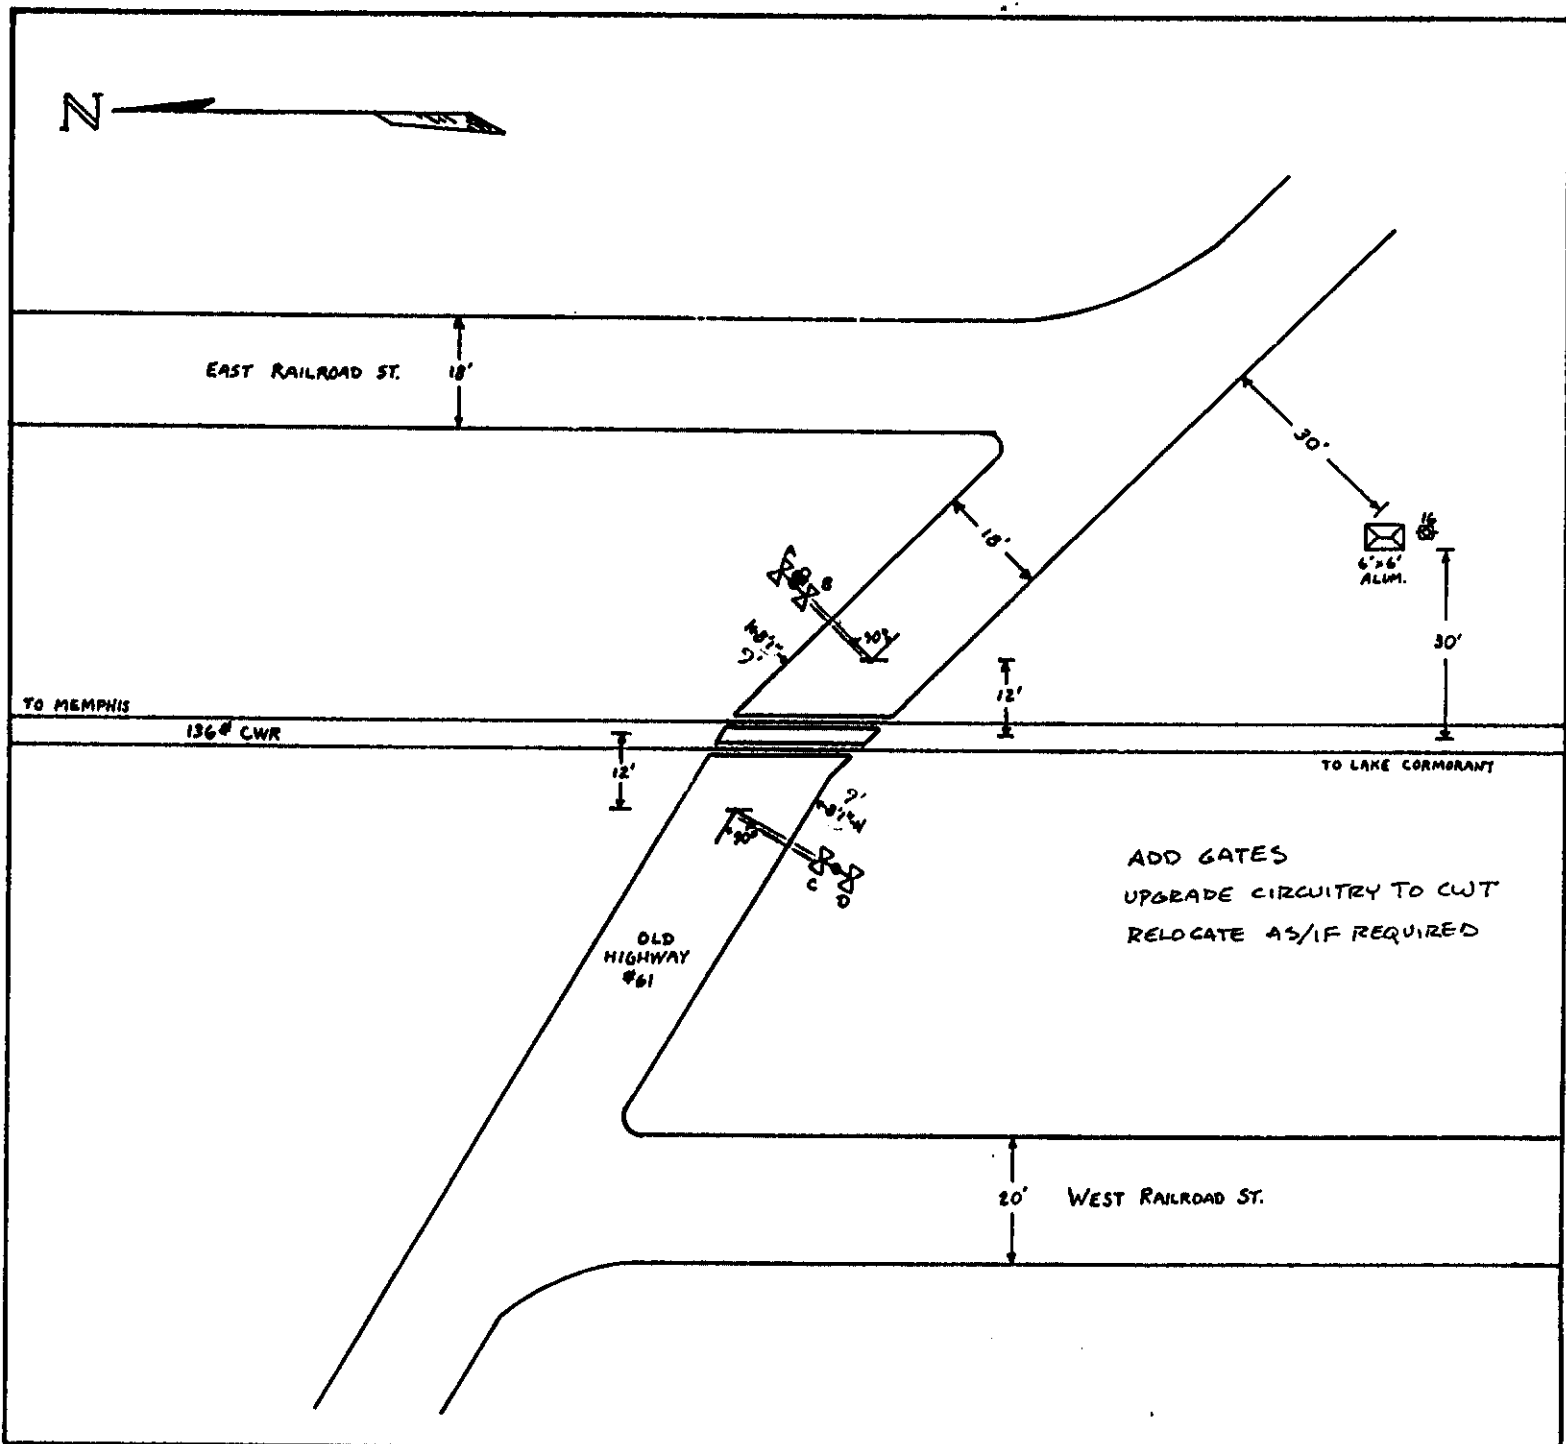 N
EAST RAILROAD ST.
18'
30'
18'
16
6'x6'
ALUM.
A
B
90°
9'
30'
12'
TO MEMPHIS
136# CWR
12'
TO LAKE CORMORANT
9'
90°
C
D
ADD GATES
UPGRADE CIRCUITRY TO CWT
RELOCATE AS/IF REQUIRED
OLD
HIGHWAY
#61
20'
WEST RAILROAD ST.